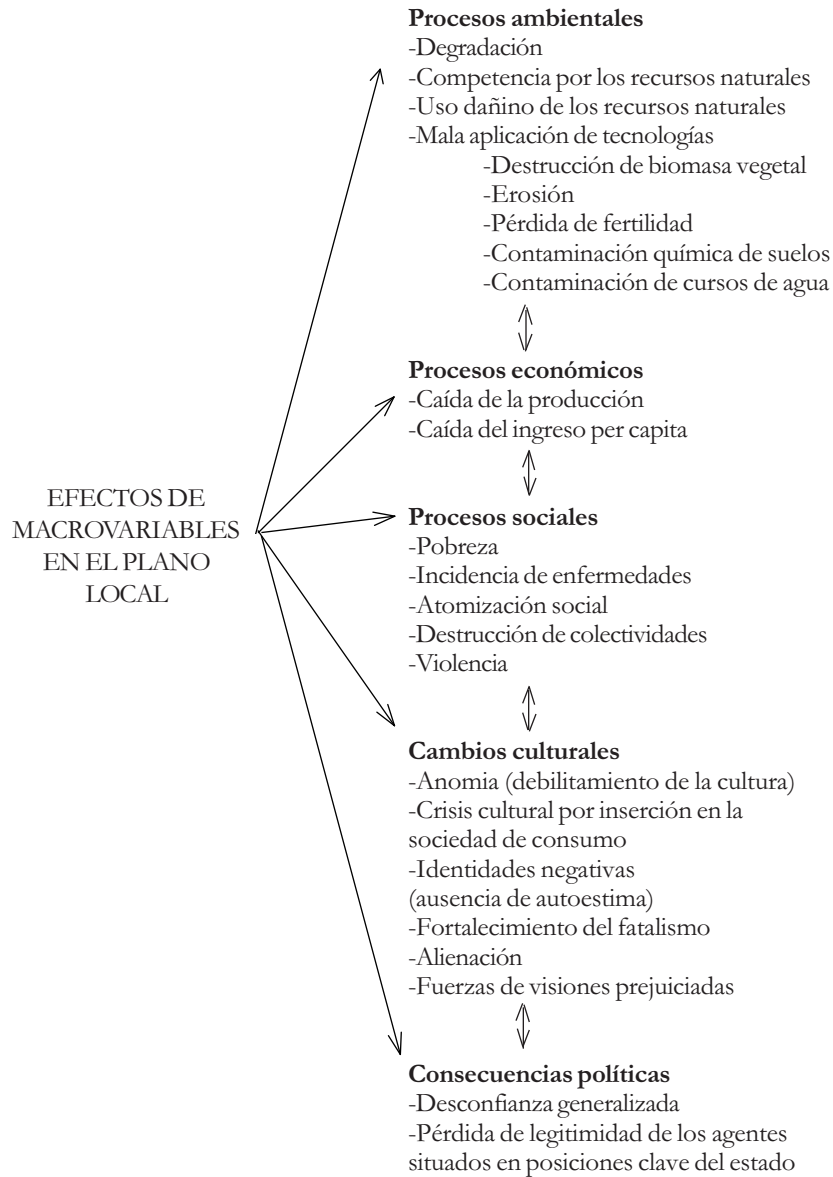 Procesos ambientales
-Degradación
-Competencia por los recursos naturales
-Uso dañino de los recursos naturales
-Mala aplicación de tecnologías
-Destrucción de biomasa vegetal
-Erosión
-Pérdida de fertilidad
-Contaminación química de suelos
-Contaminación de cursos de agua
Procesos económicos
-Caída de la producción
-Caída del ingreso per capita
EFECTOS DE
MACROVARIABLES
EN EL PLANO
LOCAL
Procesos sociales
-Pobreza
-Incidencia de enfermedades
-Atomización social
-Destrucción de colectividades
-Violencia
Cambios culturales
-Anomia (debilitamiento de la cultura)
-Crisis cultural por inserción en la
sociedad de consumo
-Identidades negativas
(ausencia de autoestima)
-Fortalecimiento del fatalismo
-Alienación
-Fuerzas de visiones prejuiciadas
Consecuencias políticas
-Desconfianza generalizada
-Pérdida de legitimidad de los agentes
situados en posiciones clave del estado